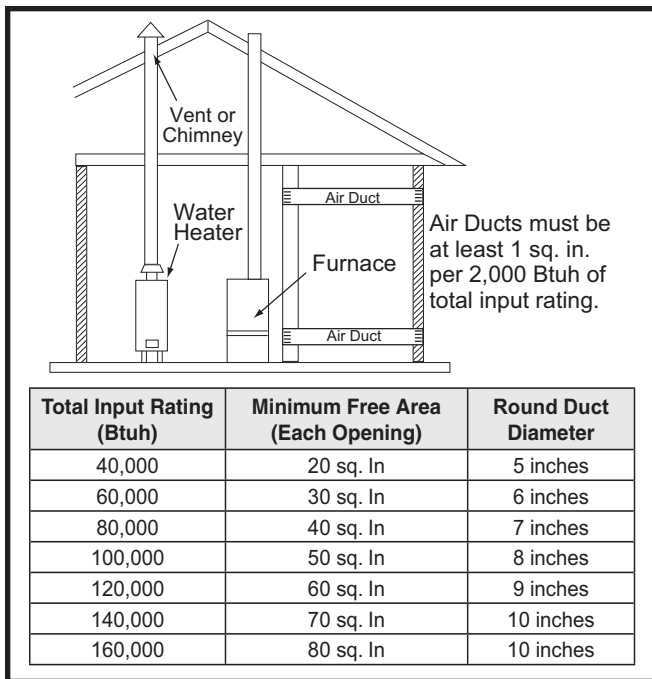 Vent or
Chimney
Air Duct
Water
Heater
Furnace
Air Ducts must be
at least 1 sq. in.
per 2,000 Btuh of
total input rating.
Air Duct
Total Input Rating (Btuh) Minimum Free Area (Each Opening) Round Duct Diameter
40,000 20 sq. In 5 inches
60,000 30 sq. In 6 inches
80,000 40 sq. In 7 inches
100,000 50 sq. In 8 inches
120,000 60 sq. In 9 inches
140,000 70 sq. In 10 inches
160,000 80 sq. In 10 inches